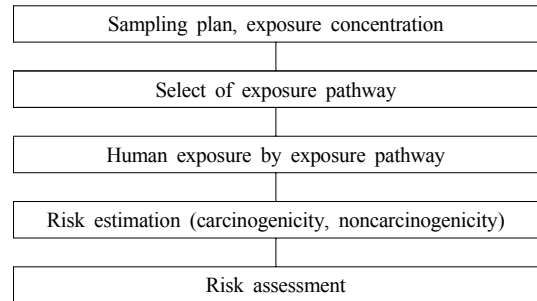 Sampling plan, exposure concentration
Select of exposure pathway
Human exposure by exposure pathway
Risk estimation (carcinogenicity, noncarcinogenicity)
Risk assessment